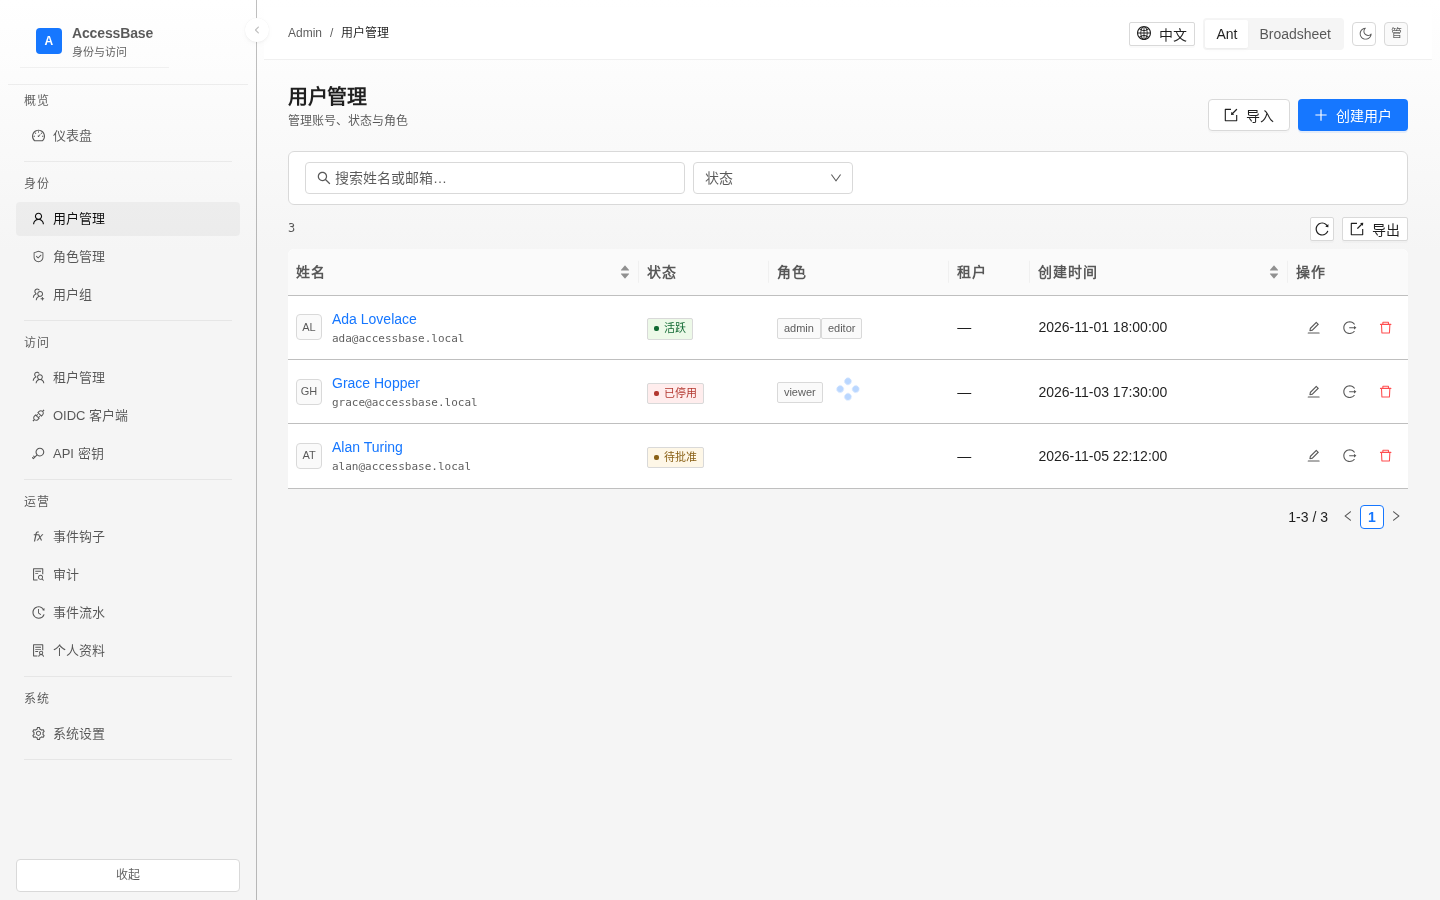 A
AccessBase
身份与访问
概览
仪表盘
身份
用户管理
角色管理
用户组
访问
租户管理
OIDC 客户端
API 密钥
运营
fx 事件钩子
审计
事件流水
个人资料
系统
系统设置
收起
Admin / 用户管理
中文
Ant
Broadsheet
管
用户管理
管理账号、状态与角色
导入
创建用户
搜索姓名或邮箱…
状态
3
导出
姓名 状态 角色 租户 创建时间 操作
AL Ada Lovelace 活跃 admin editor — 2026-11-01 18:00:00
ada@accessbase.local
GH Grace Hopper 已停用 viewer — 2026-11-03 17:30:00
grace@accessbase.local
AT Alan Turing 待批准 — 2026-11-05 22:12:00
alan@accessbase.local
1-3 / 3
1